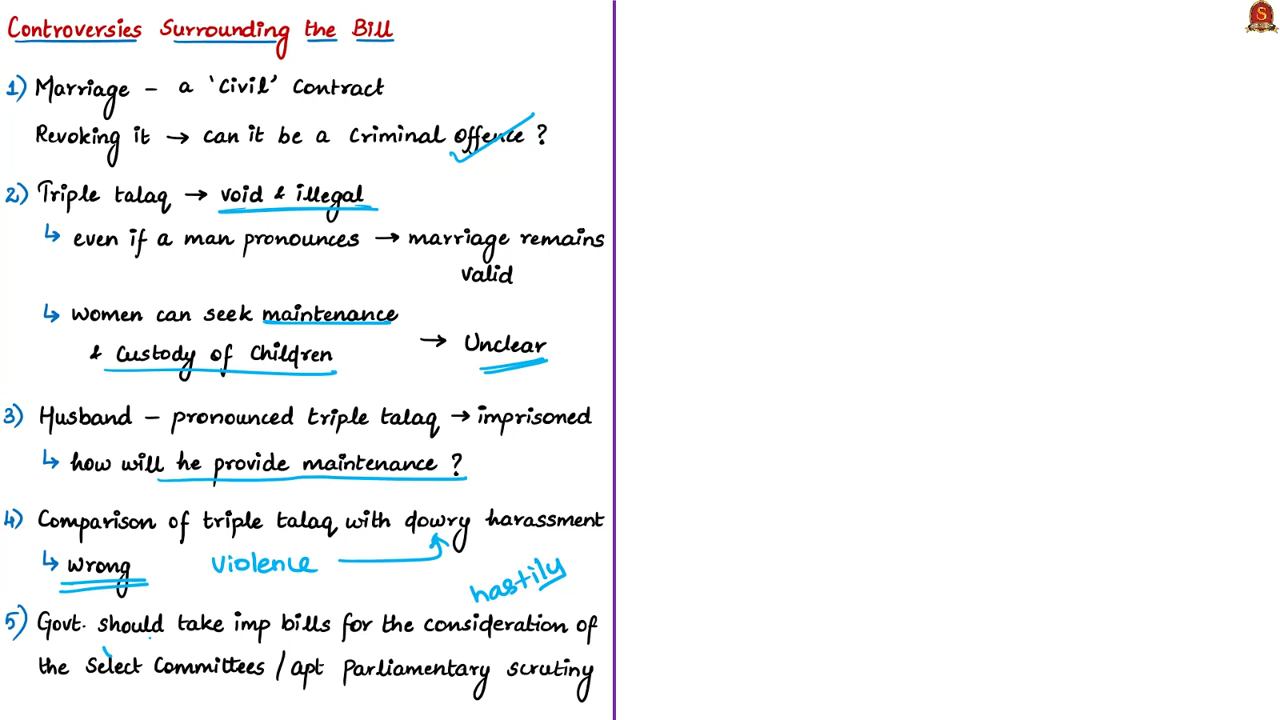 Controversies Surrounding the Bill
1) Marriage - a 'Civil' Contract
Revoking it → can it be a Criminal offence ?
2) Triple talaq → void & illegal
↳ even if a man pronounces → marriage remains
valid
↳ women can seek maintenance
& Custody of Children → Unclear
3) Husband - pronounced triple talaq → imprisoned
↳ how will he provide maintenance ?
4) Comparison of triple talaq with dowry harassment
↳ wrong violence
hastily
5) Govt. should take imp bills for the consideration of
the Select Committees / apt Parliamentary scrutiny
S